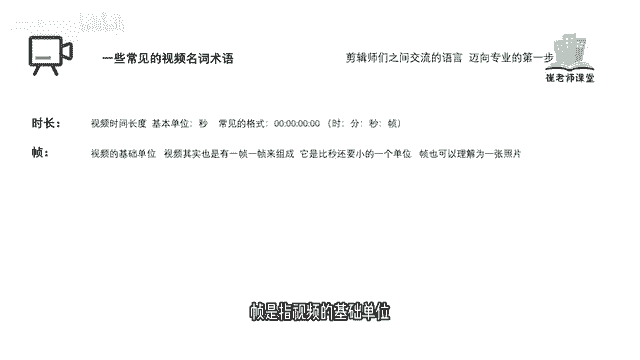 一些常见的视频名词术语
剪辑师们之间交流的语言 迈向专业的第一步
崔老师课堂
时长： 视频时间长度 基本单位：秒 常见的格式：00:00:00:00 （时：分：秒：帧）
帧： 视频的基础单位 视频其实也是有一帧一帧来组成 它是比秒还要小的一个单位 帧也可以理解为一张照片
帧是指视频的基础单位